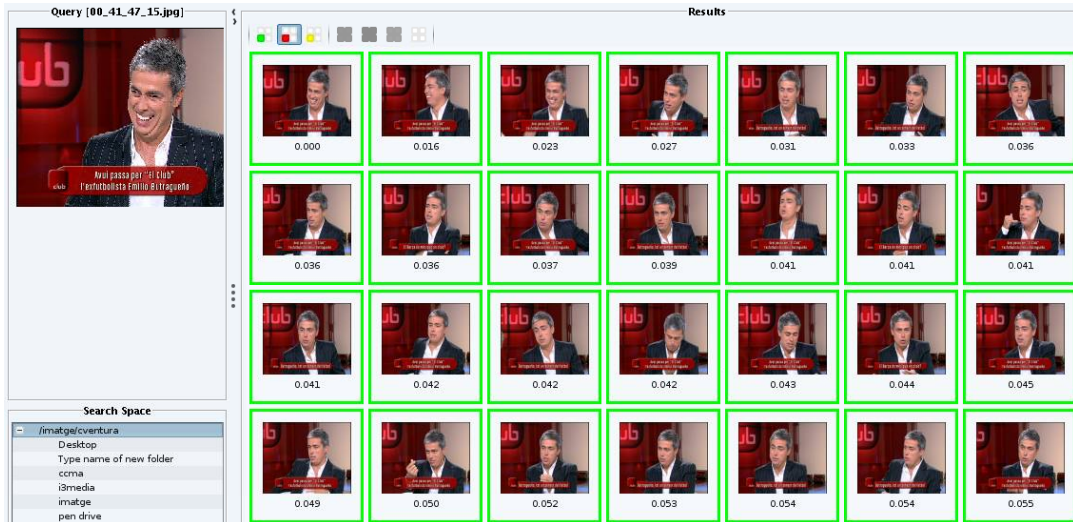 Query [00_41_47_15.jpg]
ub
club
Avui passa per "El Club"
l'exfutbolista Emilio Butragueño
Search Space
/imatge/cventura
Desktop
Type name of new folder
ccma
i3media
imatge
pen drive
Results
0.000 0.016 0.023 0.027 0.031 0.033 0.036
0.036 0.036 0.037 0.039 0.041 0.041 0.041
0.041 0.042 0.042 0.042 0.043 0.044 0.045
0.049 0.050 0.052 0.053 0.054 0.054 0.055